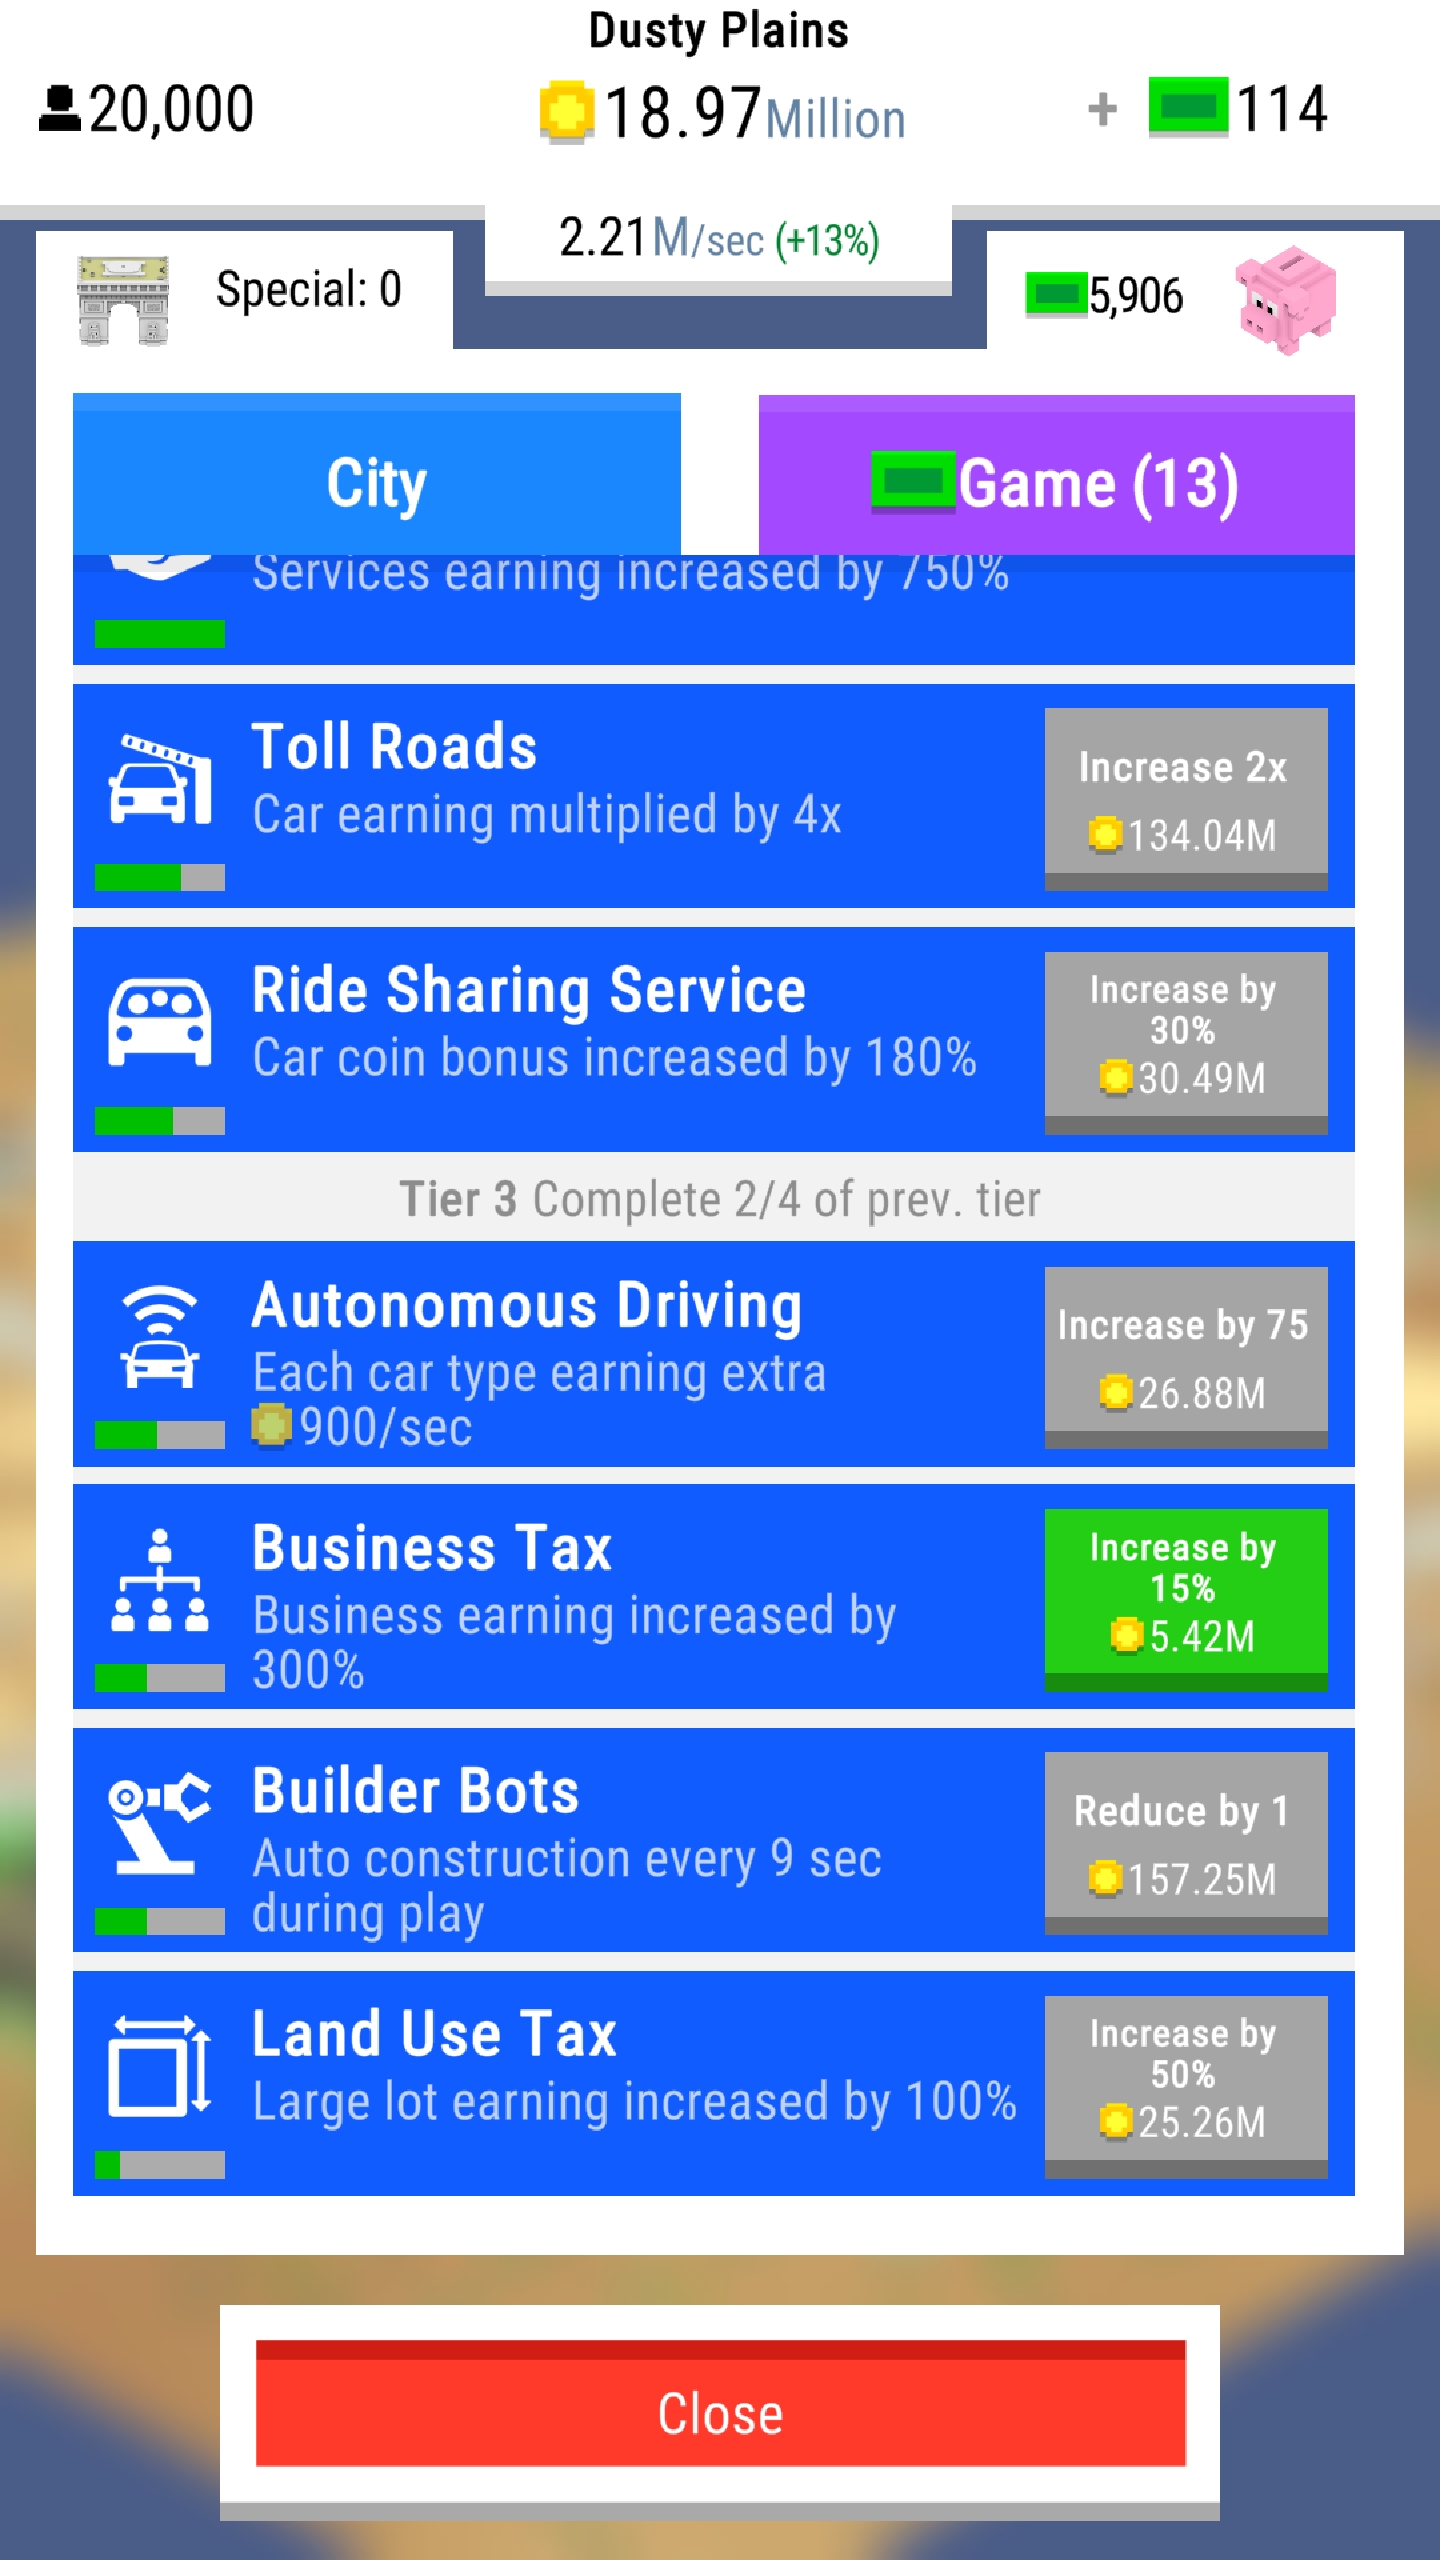 Dusty Plains
20,000
18.97 Million
+ 114
2.21M/sec (+13%)
Special: 0
5,906
City
Game (13)
Services earning increased by 750%
Toll Roads
Car earning multiplied by 4x
Increase 2x
134.04M
Ride Sharing Service
Car coin bonus increased by 180%
Increase by
30%
30.49M
Tier 3 Complete 2/4 of prev. tier
Autonomous Driving
Each car type earning extra
900/sec
Increase by 75
26.88M
Business Tax
Business earning increased by
300%
Increase by
15%
5.42M
Builder Bots
Auto construction every 9 sec
during play
Reduce by 1
157.25M
Land Use Tax
Large lot earning increased by 100%
Increase by
50%
25.26M
Close